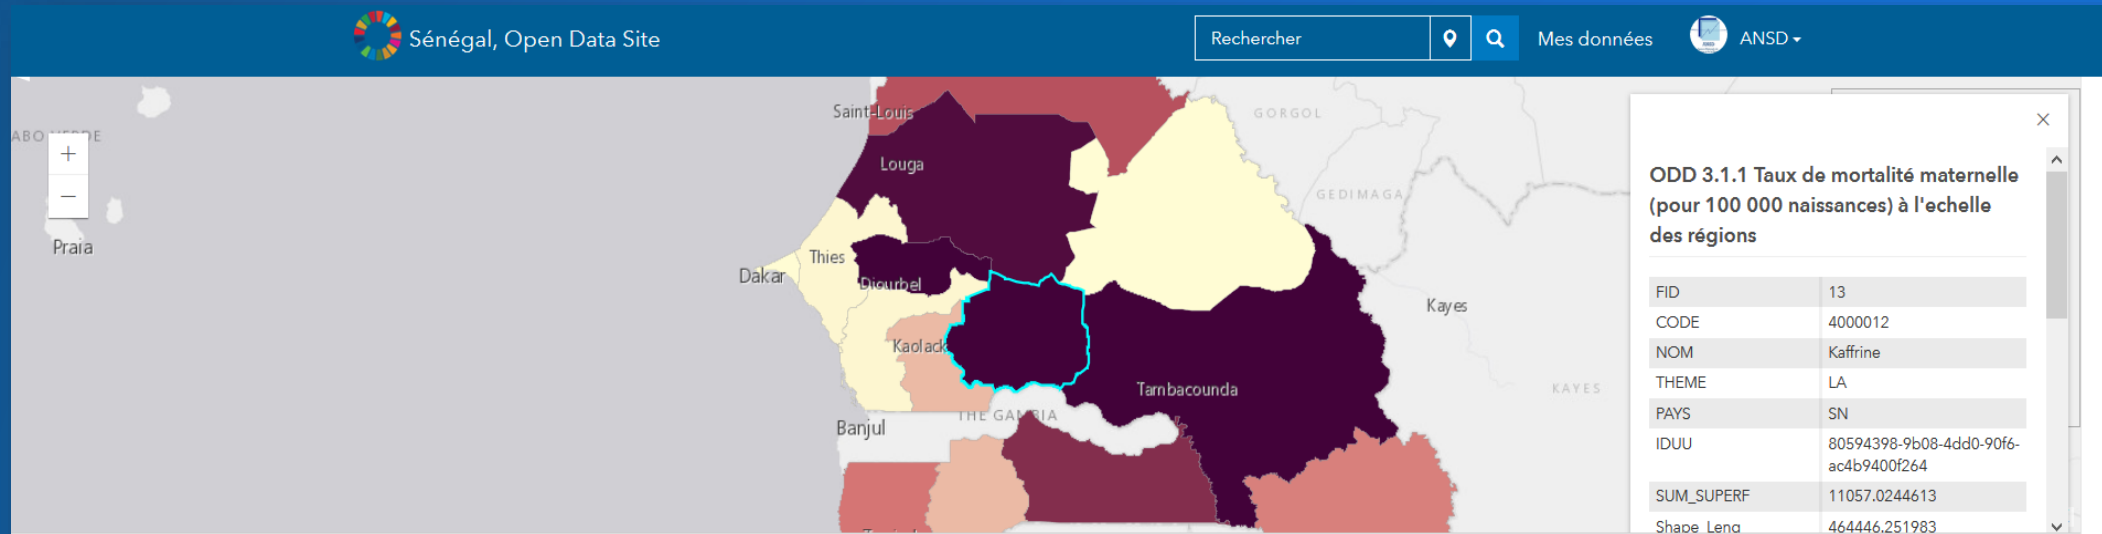 Sénégal, Open Data Site
Rechercher
Mes données
ANSD
Saint-Louis
GORGOL
Louga
GEDIMAGA
Praia
Thies
Dakar
Diourbel
Kayes
Kaolack
Tambacounda
KAYES
THE GAMBIA
Banjul
ODD 3.1.1 Taux de mortalité maternelle
(pour 100 000 naissances) à l'echelle
des régions
FID 13
CODE 4000012
NOM Kaffrine
THEME LA
PAYS SN
IDUU 80594398-9b08-4dd0-90f6-
ac4b9400f264
SUM_SUPERF 11057.0244613
Shape_Leng 464446.251983